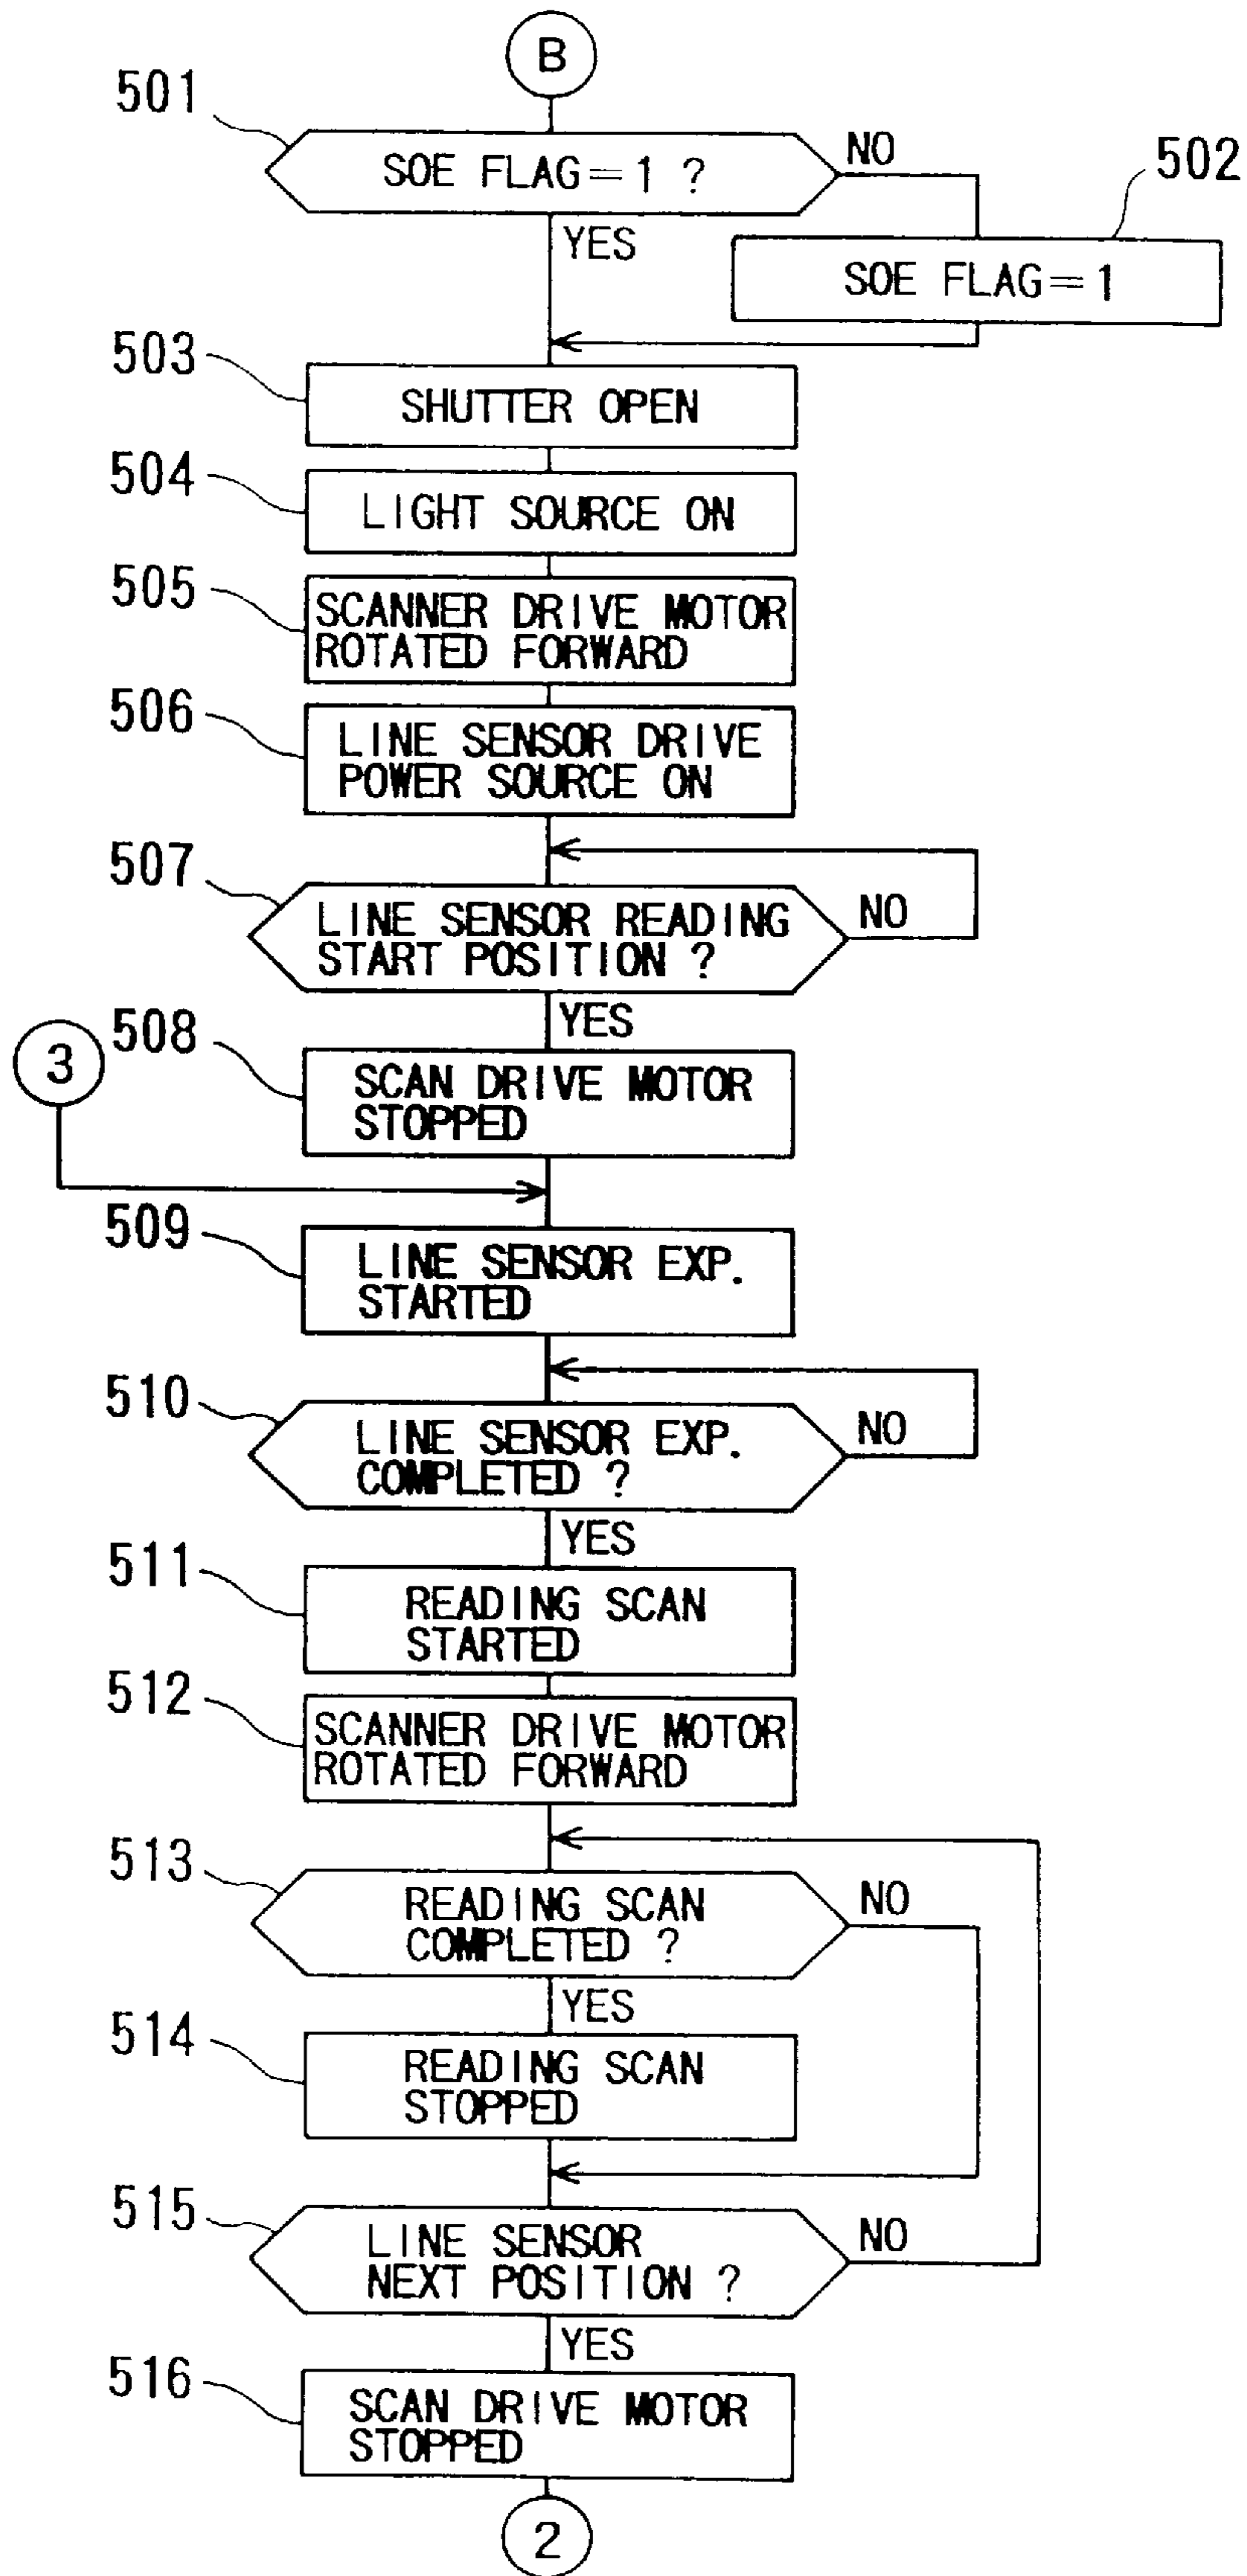 B
501
SOE FLAG=1 ?
NO
502
YES
SOE FLAG=1
503
SHUTTER OPEN
504
LIGHT SOURCE ON
505
SCANNER DRIVE MOTOR
ROTATED FORWARD
506
LINE SENSOR DRIVE
POWER SOURCE ON
507
LINE SENSOR READING
START POSITION ?
NO
YES
3
508
SCAN DRIVE MOTOR
STOPPED
509
LINE SENSOR EXP.
STARTED
510
LINE SENSOR EXP.
COMPLETED ?
NO
YES
511
READING SCAN
STARTED
512
SCANNER DRIVE MOTOR
ROTATED FORWARD
513
READING SCAN
COMPLETED ?
NO
YES
514
READING SCAN
STOPPED
515
LINE SENSOR
NEXT POSITION ?
NO
YES
516
SCAN DRIVE MOTOR
STOPPED
2